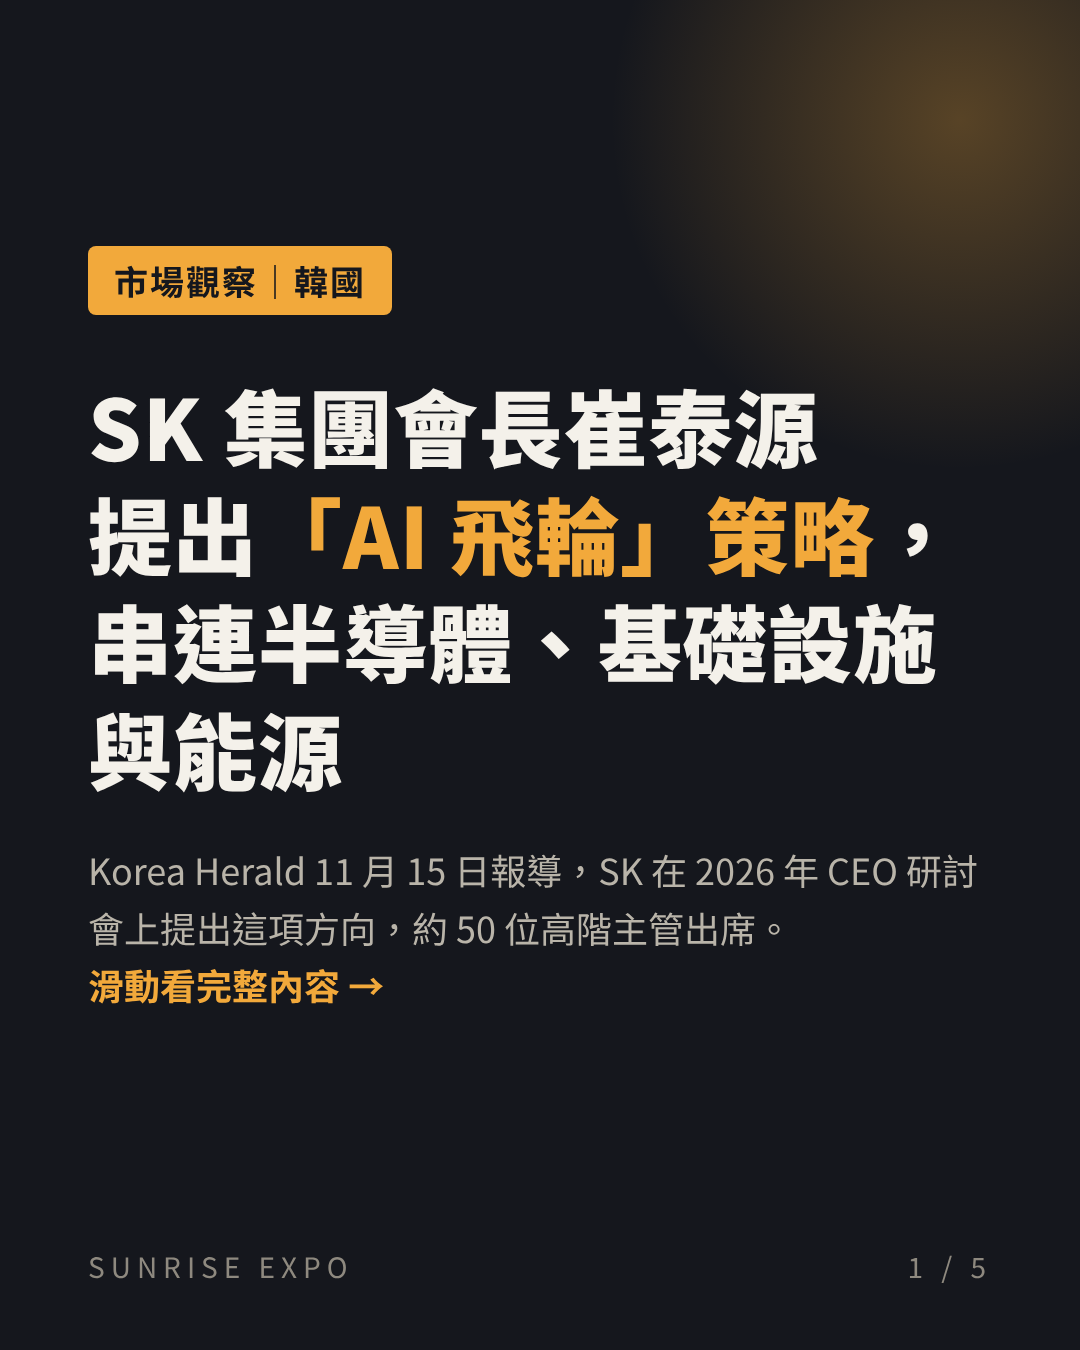 市場觀察｜韓國
SK 集團會長崔泰源
提出「AI 飛輪」策略，
串連半導體、基礎設施
與能源
Korea Herald 11 月 15 日報導，SK 在 2026 年 CEO 研討
會上提出這項方向，約 50 位高階主管出席。
滑動看完整內容 →
SUNRISE EXPO
1 / 5